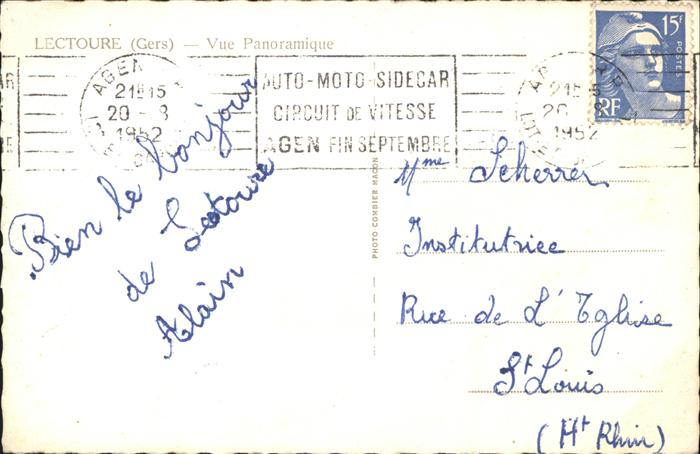 LECTOURE (Gers) — Vue Panoramique
AGEN
21H15
20 -8
1952
AUTO-MOTO-SIDECAR
CIRCUIT DE VITESSE
AGEN FIN SEPTEMBRE
21H15
20 -8
1952
15F
POSTES
RF
Bien le bonjour
de Lectoure
Alain
PHOTO COMBIER MACON
Mme Scherrer
Institutrice
Rue de L'Eglise
St Louis
(Ht Rhin)